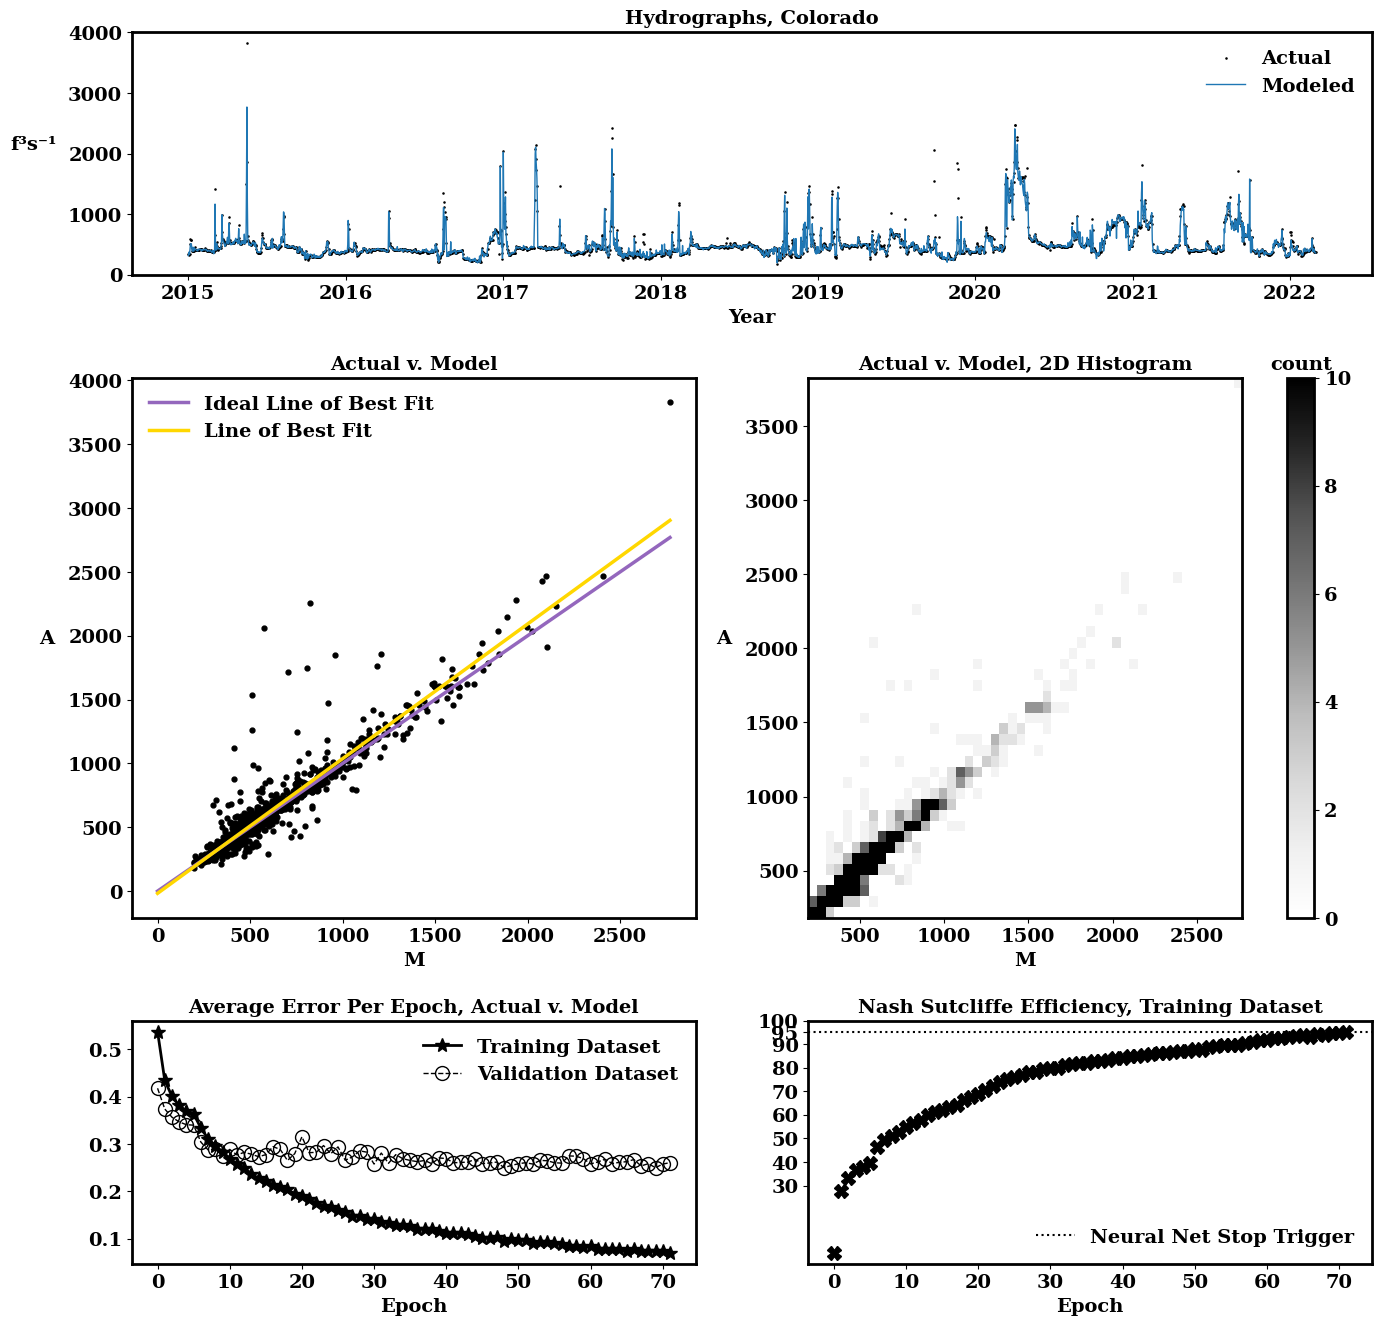 Hydrographs, Colorado
4000
3000
2000
1000
0
f³s⁻¹
Actual
Modeled
2015 2016 2017 2018 2019 2020 2021 2022
Year
Actual v. Model
4000
3500
3000
2500
2000
1500
1000
500
0
A
Ideal Line of Best Fit
Line of Best Fit
0 500 1000 1500 2000 2500
M
Actual v. Model, 2D Histogram
3500
3000
2500
2000
1500
1000
500
A
500 1000 1500 2000 2500
M
count
10
8
6
4
2
0
Average Error Per Epoch, Actual v. Model
0.5
0.4
0.3
0.2
0.1
Training Dataset
Validation Dataset
0 10 20 30 40 50 60 70
Epoch
Nash Sutcliffe Efficiency, Training Dataset
100
95
90
80
70
60
50
40
30
Neural Net Stop Trigger
0 10 20 30 40 50 60 70
Epoch